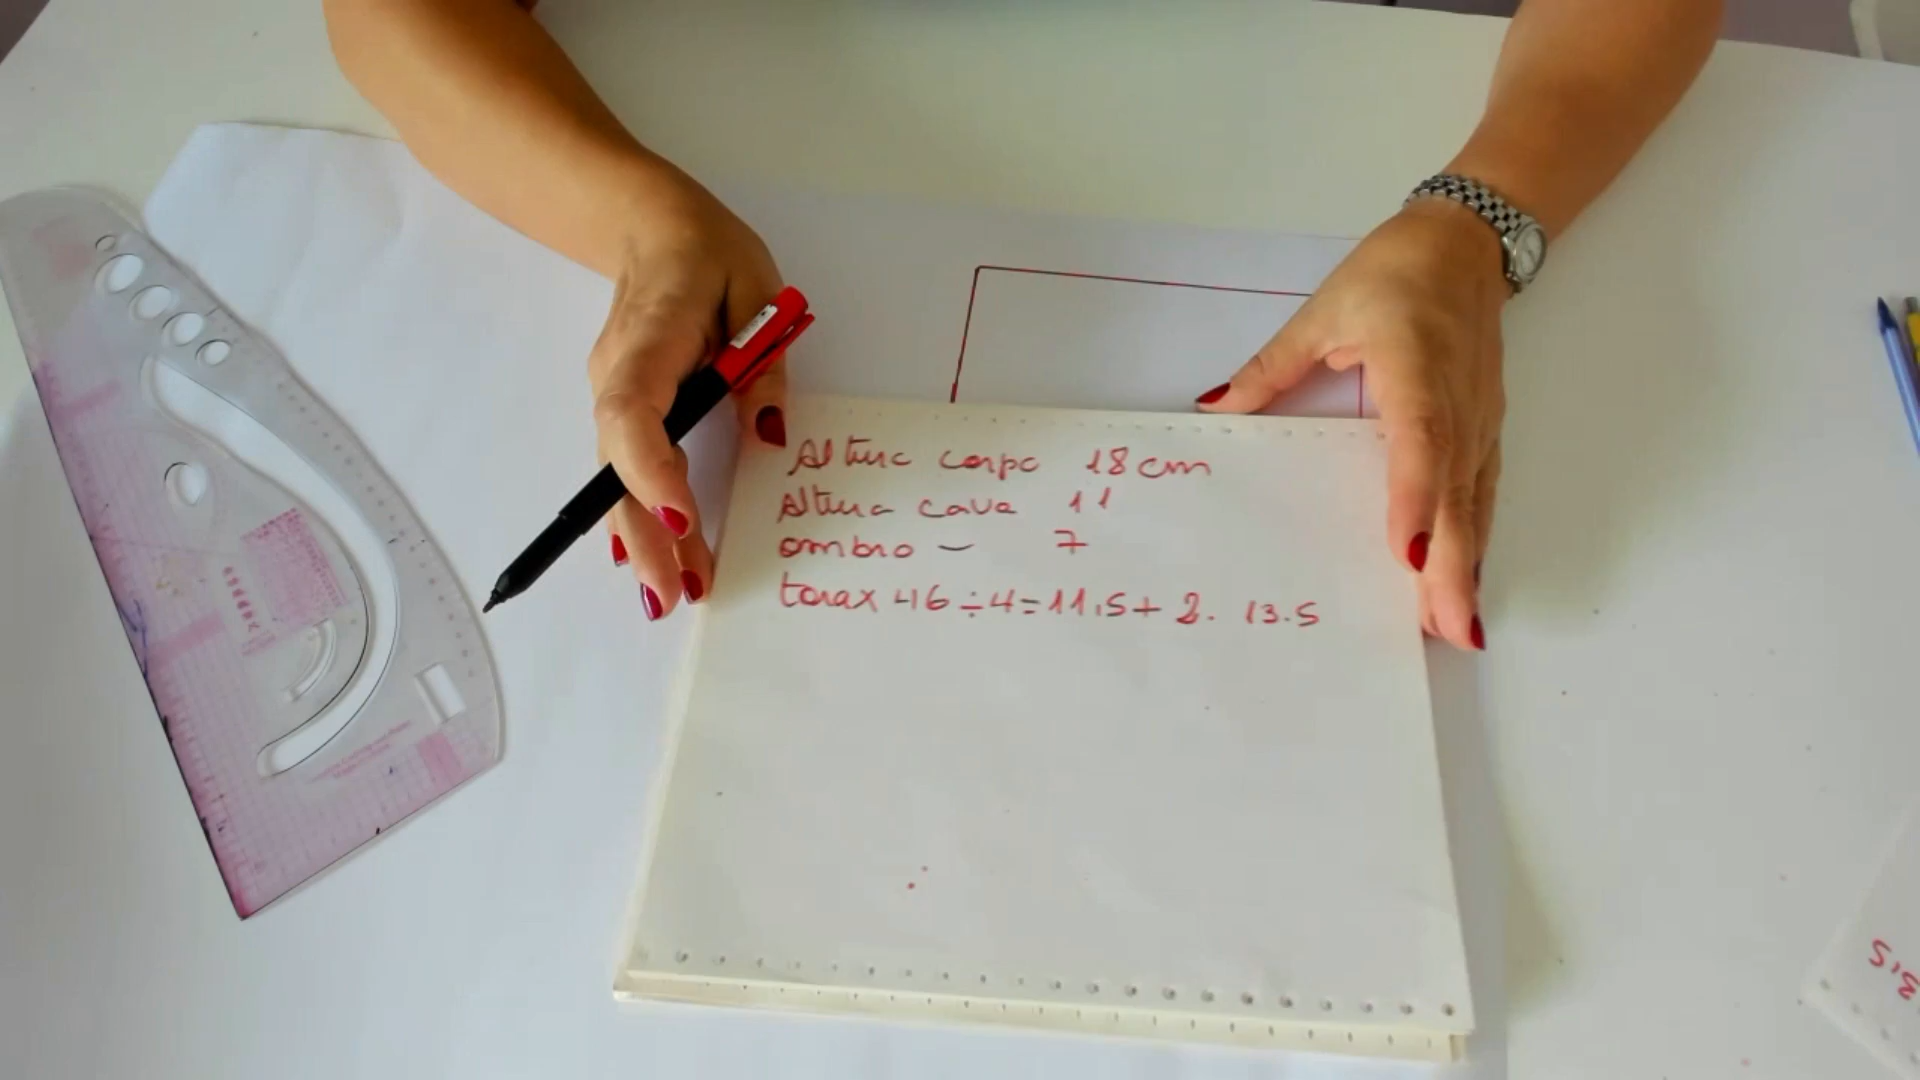 Altura corpo 18 cm
Altura cava 11
ombro - 7
torax 46 ÷ 4 = 11.5 + 2. 13.5